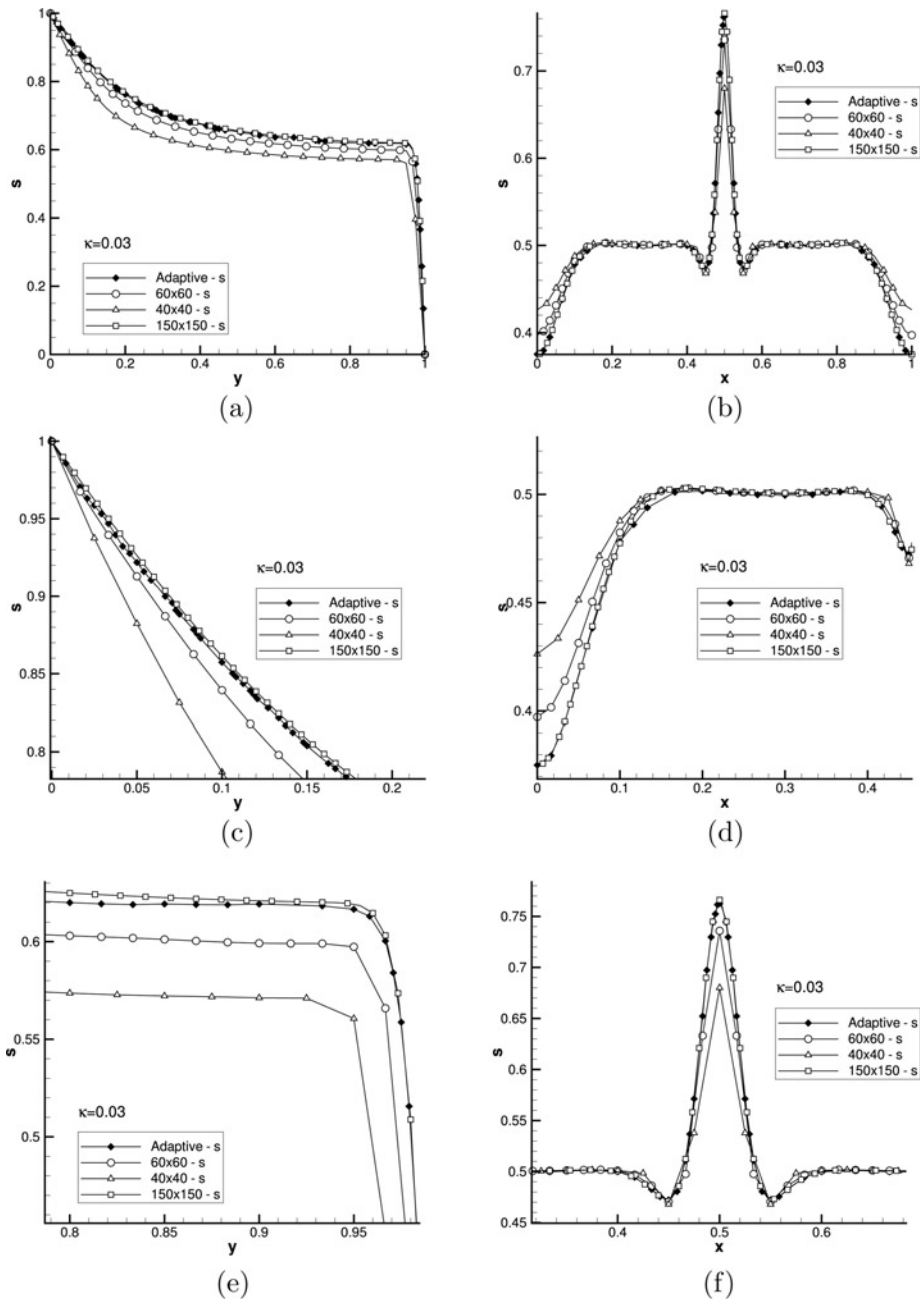 1
0.8
0.6
0.4
0.2
0
s
κ=0.03
Adaptive - s
60x60 - s
40x40 - s
150x150 - s
0 0.2 0.4 0.6 0.8 1
y
(a)
0.7
0.6
0.5
0.4
s
κ=0.03
Adaptive - s
60x60 - s
40x40 - s
150x150 - s
0 0.2 0.4 0.6 0.8 1
x
(b)
1
0.95
0.9
0.85
0.8
s
κ=0.03
Adaptive - s
60x60 - s
40x40 - s
150x150 - s
0 0.05 0.1 0.15 0.2
y
(c)
0.5
0.45
0.4
s
κ=0.03
Adaptive - s
60x60 - s
40x40 - s
150x150 - s
0 0.1 0.2 0.3 0.4
x
(d)
0.6
0.55
0.5
s
κ=0.03
Adaptive - s
60x60 - s
40x40 - s
150x150 - s
0.8 0.85 0.9 0.95
y
(e)
0.75
0.7
0.65
0.6
0.55
0.5
0.45
s
κ=0.03
Adaptive - s
60x60 - s
40x40 - s
150x150 - s
0.4 0.5 0.6
x
(f)